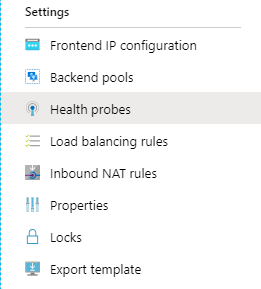 Settings
Frontend IP configuration
Backend pools
Health probes
Load balancing rules
Inbound NAT rules
Properties
Locks
Export template